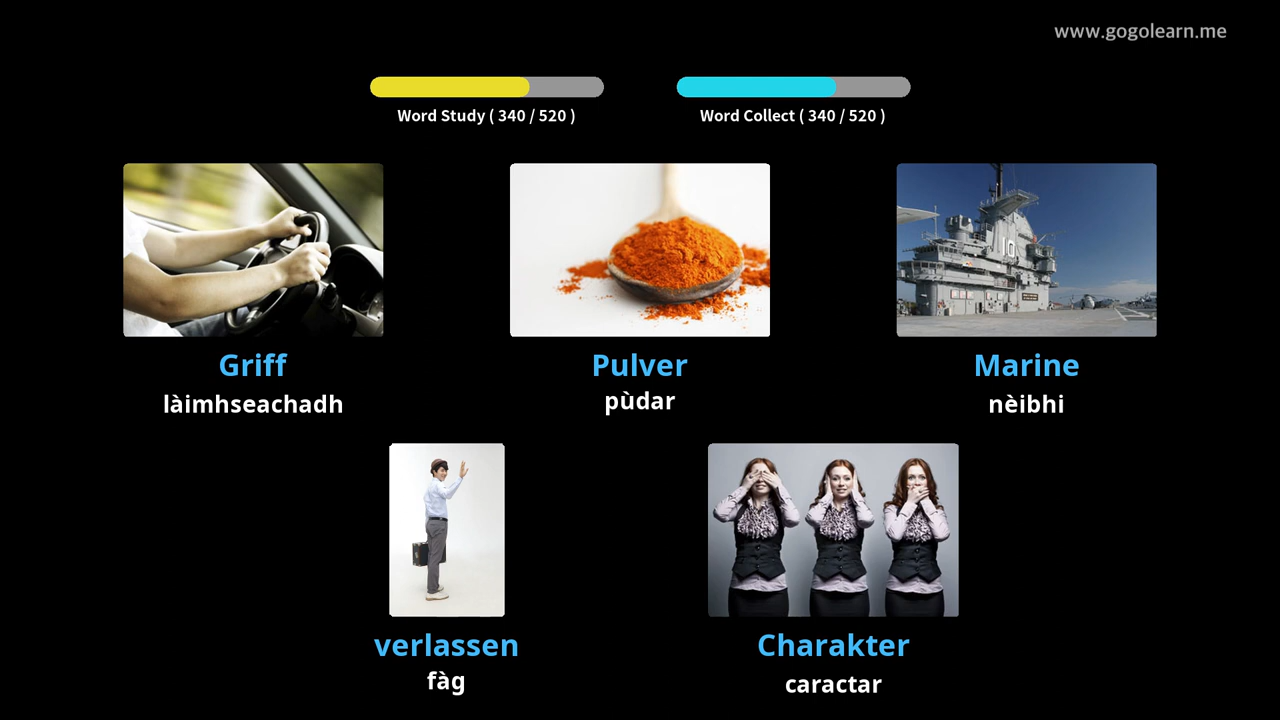 www.gogolearn.me
Word Study ( 340 / 520 )
Word Collect ( 340 / 520 )
10
Griff
Pulver
Marine
làimhseachadh
pùdar
nèibhi
verlassen
Charakter
fàg
caractar